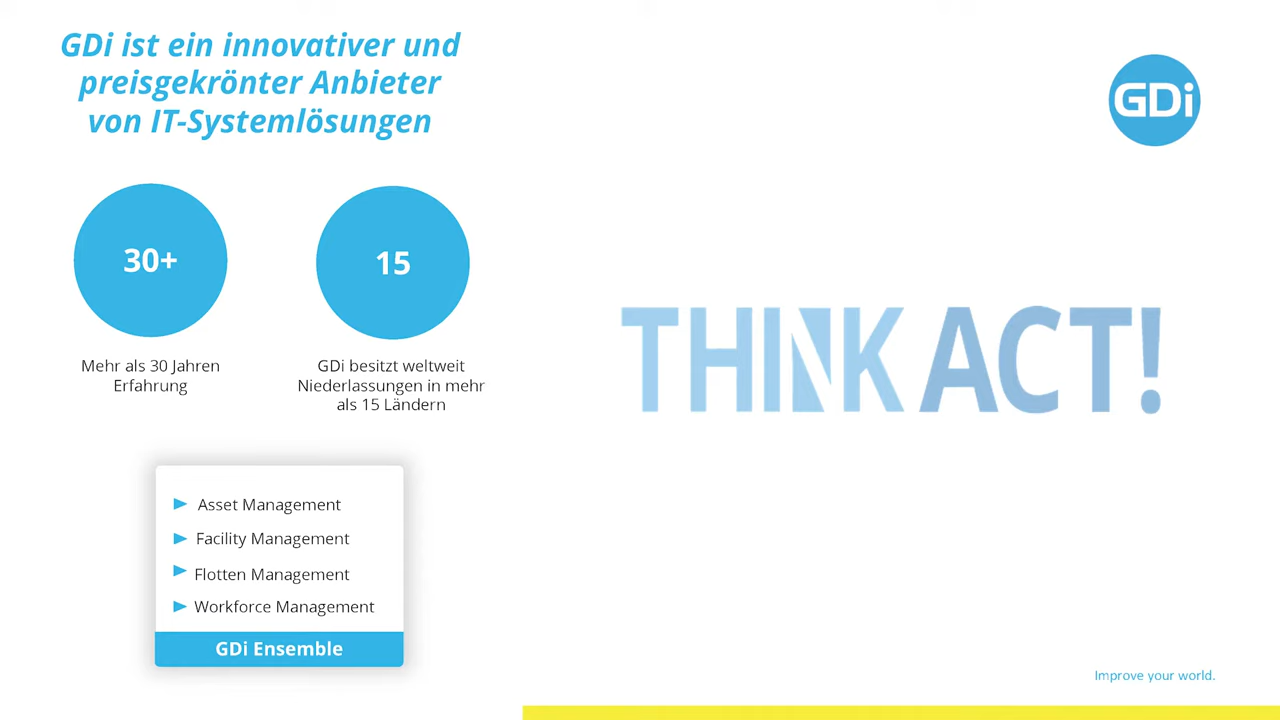 GDi ist ein innovativer und
preisgekrönter Anbieter
von IT-Systemlösungen
GDi
30+
15
Mehr als 30 Jahren
Erfahrung
GDi besitzt weltweit
Niederlassungen in mehr
als 15 Ländern
THINK ACT!
Asset Management
Facility Management
Flotten Management
Workforce Management
GDi Ensemble
Improve your world.